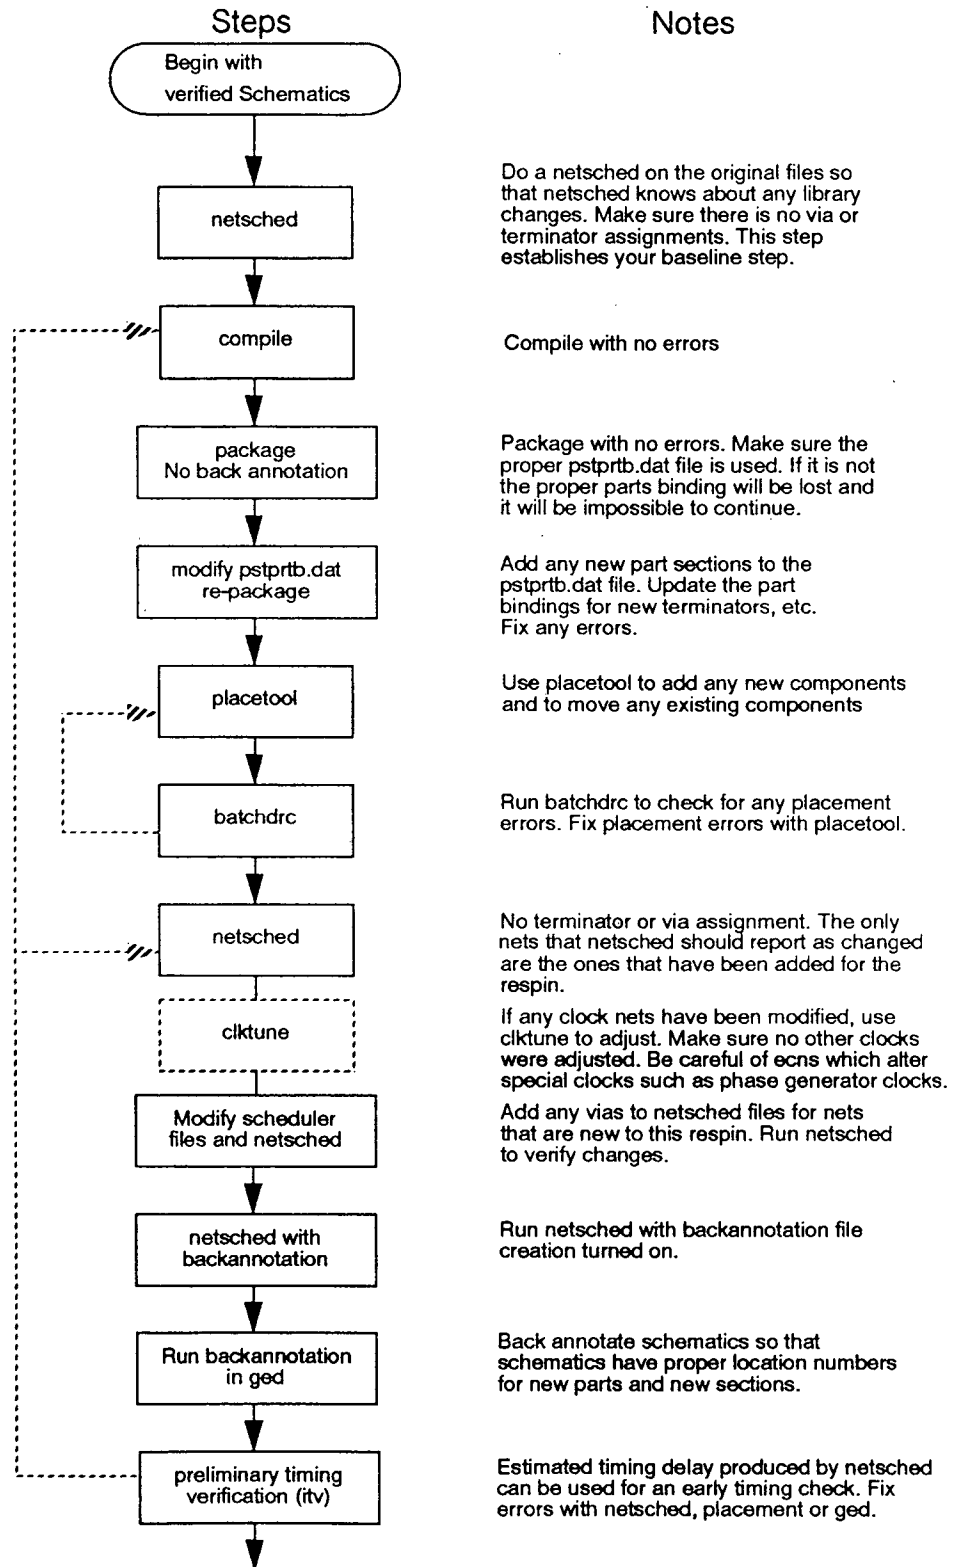 Steps
Notes
Begin with
verified Schematics
netsched
Do a netsched on the original files so
that netsched knows about any library
changes. Make sure there is no via or
terminator assignments. This step
establishes your baseline step.
compile
Compile with no errors
package
No back annotation
Package with no errors. Make sure the
proper pstprtb.dat file is used. If it is not
the proper parts binding will be lost and
it will be impossible to continue.
modify pstprtb.dat
re-package
Add any new part sections to the
pstprtb.dat file. Update the part
bindings for new terminators, etc.
Fix any errors.
placetool
Use placetool to add any new components
and to move any existing components
batchdrc
Run batchdrc to check for any placement
errors. Fix placement errors with placetool.
netsched
No terminator or via assignment. The only
nets that netsched should report as changed
are the ones that have been added for the
respin.
clktune
If any clock nets have been modified, use
clktune to adjust. Make sure no other clocks
were adjusted. Be careful of ecns which alter
special clocks such as phase generator clocks.
Modify scheduler
files and netsched
Add any vias to netsched files for nets
that are new to this respin. Run netsched
to verify changes.
netsched with
backannotation
Run netsched with backannotation file
creation turned on.
Run backannotation
in ged
Back annotate schematics so that
schematics have proper location numbers
for new parts and new sections.
preliminary timing
verification (itv)
Estimated timing delay produced by netsched
can be used for an early timing check. Fix
errors with netsched, placement or ged.